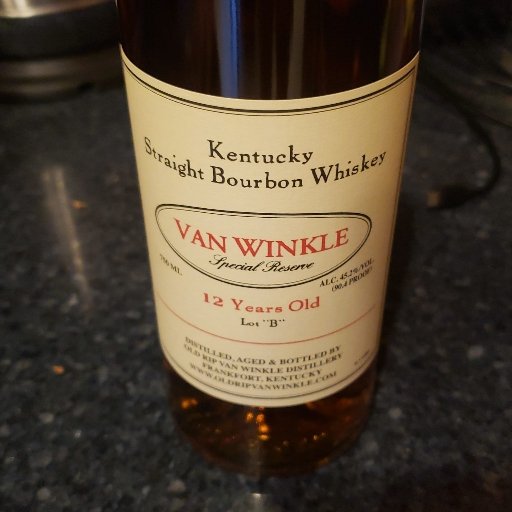 Kentucky
Straight Bourbon Whiskey
VAN WINKLE
Special Reserve
750 ML
ALC. 45.2%/VOL.
(90.4 PROOF)
12 Years Old
Lot "B"
DISTILLED, AGED & BOTTLED BY
OLD RIP VAN WINKLE DISTILLERY
FRANKFORT, KENTUCKY
WWW.OLDRIPVANWINKLE.COM